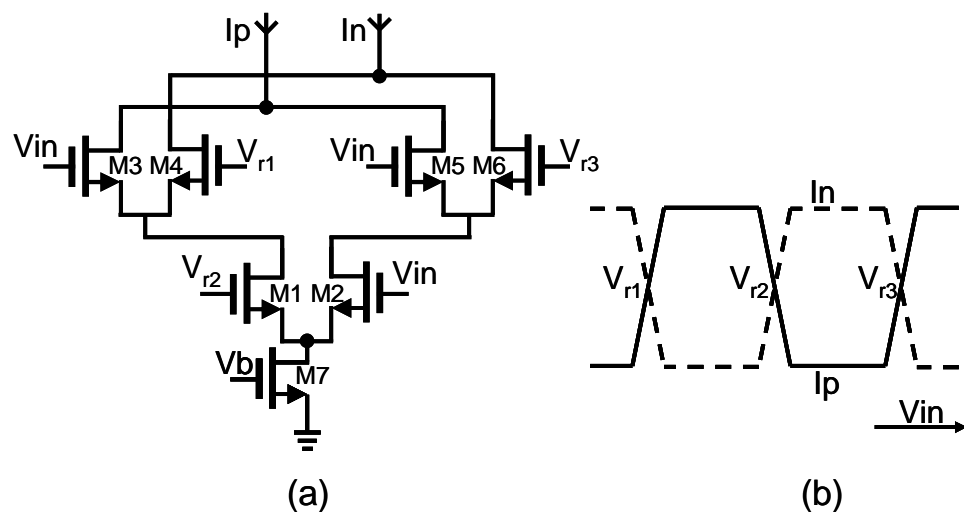 Ip In
Vin M3 M4 Vr1 Vin M5 M6 Vr3
Vr2 M1 M2 Vin
Vb M7
(a)
In
Vr1 Vr2 Vr3
Ip
Vin
(b)